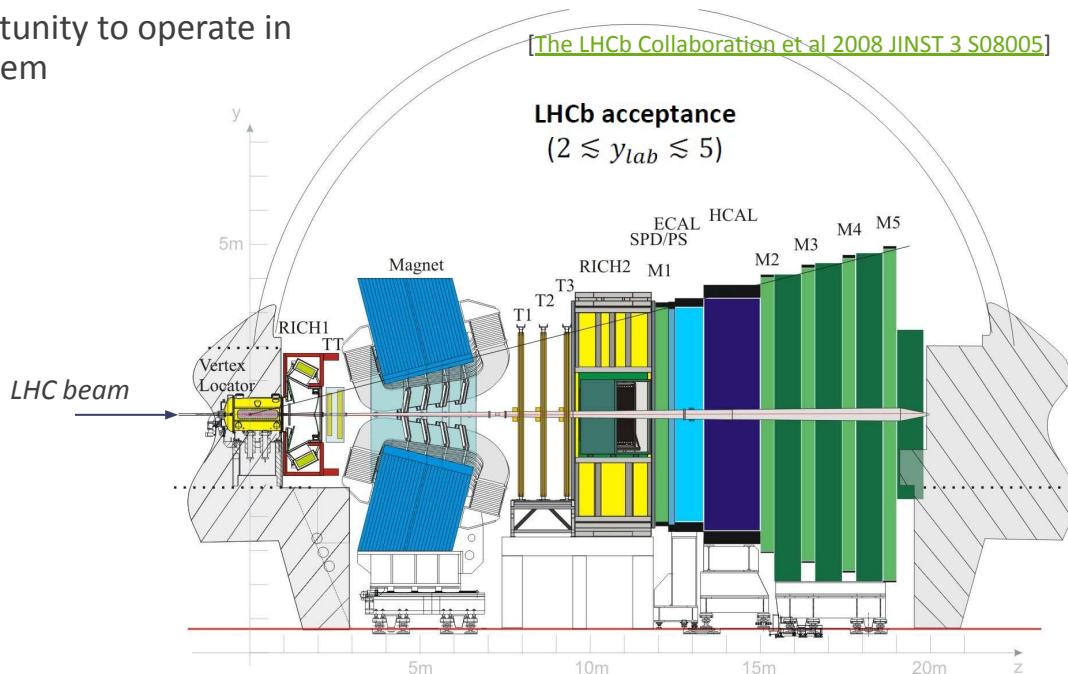 tunity to operate in
em
[The LHCb Collaboration et al 2008 JINST 3 S08005]
LHCb acceptance
(2 ≲ y_lab ≲ 5)
y
5m
Magnet
RICH1
TT
Vertex
Locator
LHC beam
T1
T2
T3
RICH2
SPD/PS
ECAL
HCAL
M1
M2
M3
M4
M5
5m
10m
15m
20m
z